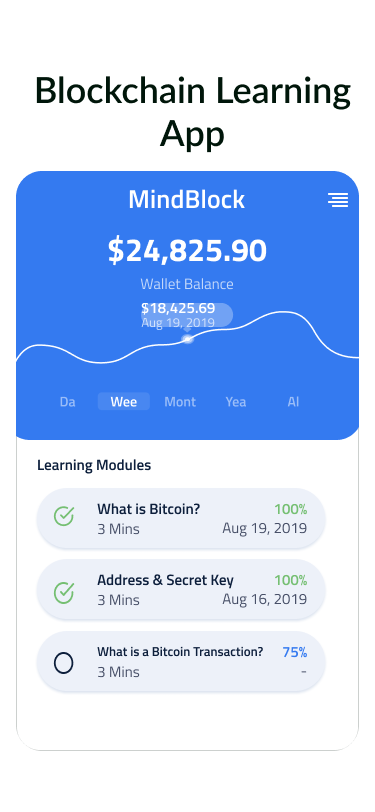 Blockchain Learning
App
MindBlock
$24,825.90
Wallet Balance
$18,425.69
Aug 19, 2019
Da Wee Mont Yea Al
Learning Modules
What is Bitcoin? 100%
3 Mins Aug 19, 2019
Address & Secret Key 100%
3 Mins Aug 16, 2019
What is a Bitcoin Transaction? 75%
3 Mins -